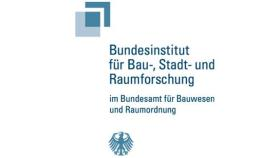 Bundesinstitut
für Bau-, Stadt- und
Raumforschung
im Bundesamt für Bauwesen
und Raumordnung